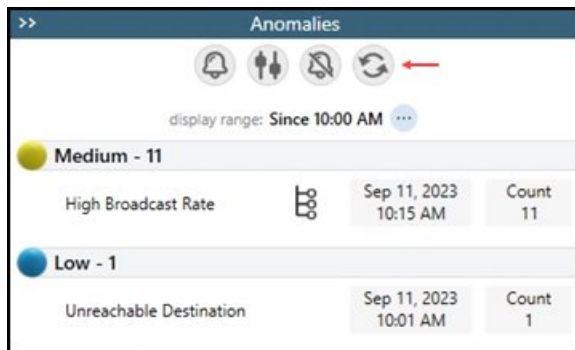 >> Anomalies
display range: Since 10:00 AM ...
Medium - 11
High Broadcast Rate Sep 11, 2023 Count
10:15 AM 11
Low - 1
Unreachable Destination Sep 11, 2023 Count
10:01 AM 1